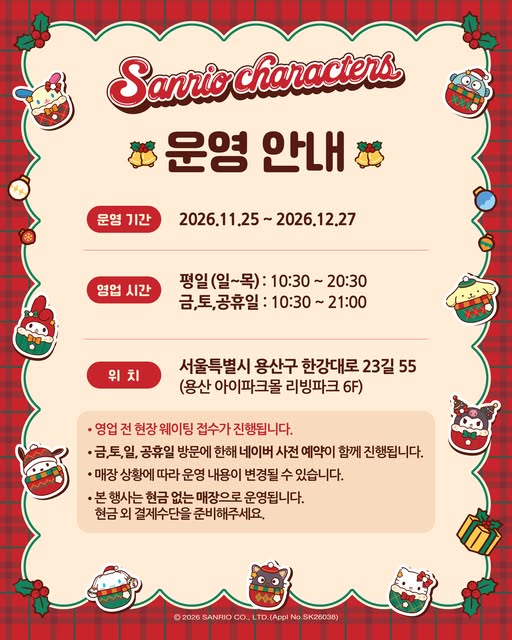 Sanrio characters
운영 안내
운영 기간
2026.11.25 ~ 2026.12.27
영업 시간
평일 (일~목) : 10:30 ~ 20:30
금,토,공휴일 : 10:30 ~ 21:00
위 치
서울특별시 용산구 한강대로 23길 55
(용산 아이파크몰 리빙파크 6F)
• 영업 전 현장 웨이팅 접수가 진행됩니다.
• 금,토,일, 공휴일 방문에 한해 네이버 사전 예약이 함께 진행됩니다.
• 매장 상황에 따라 운영 내용이 변경될 수 있습니다.
• 본 행사는 현금 없는 매장으로 운영됩니다.
현금 외 결제수단을 준비해주세요.
© 2026 SANRIO CO., LTD. (Appl No.SK26038)